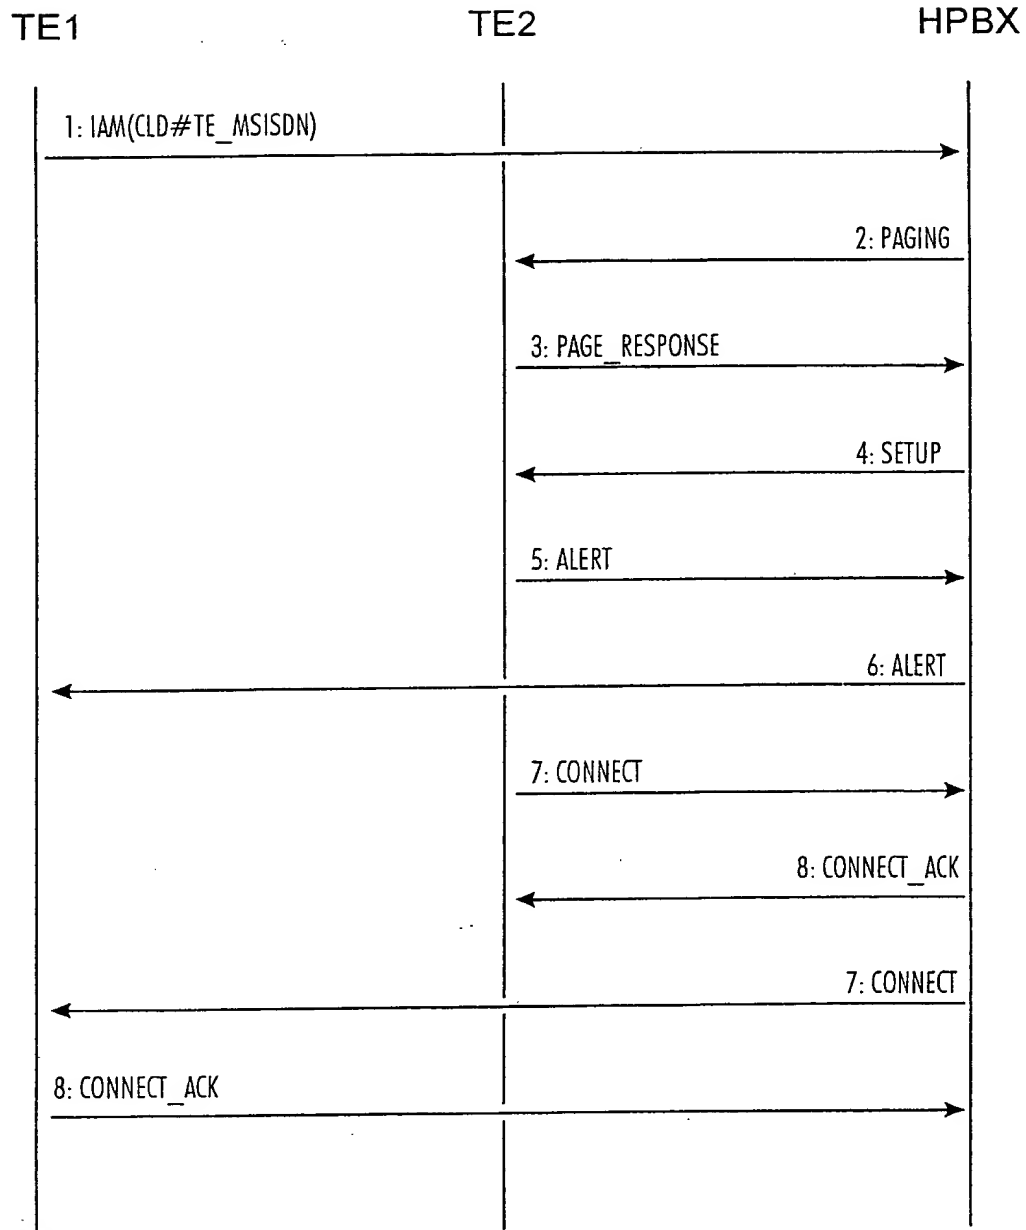 TE1 TE2 HPBX
1: IAM(CLD#TE_MSISDN)
2: PAGING
3: PAGE_RESPONSE
4: SETUP
5: ALERT
6: ALERT
7: CONNECT
8: CONNECT_ACK
7: CONNECT
8: CONNECT_ACK